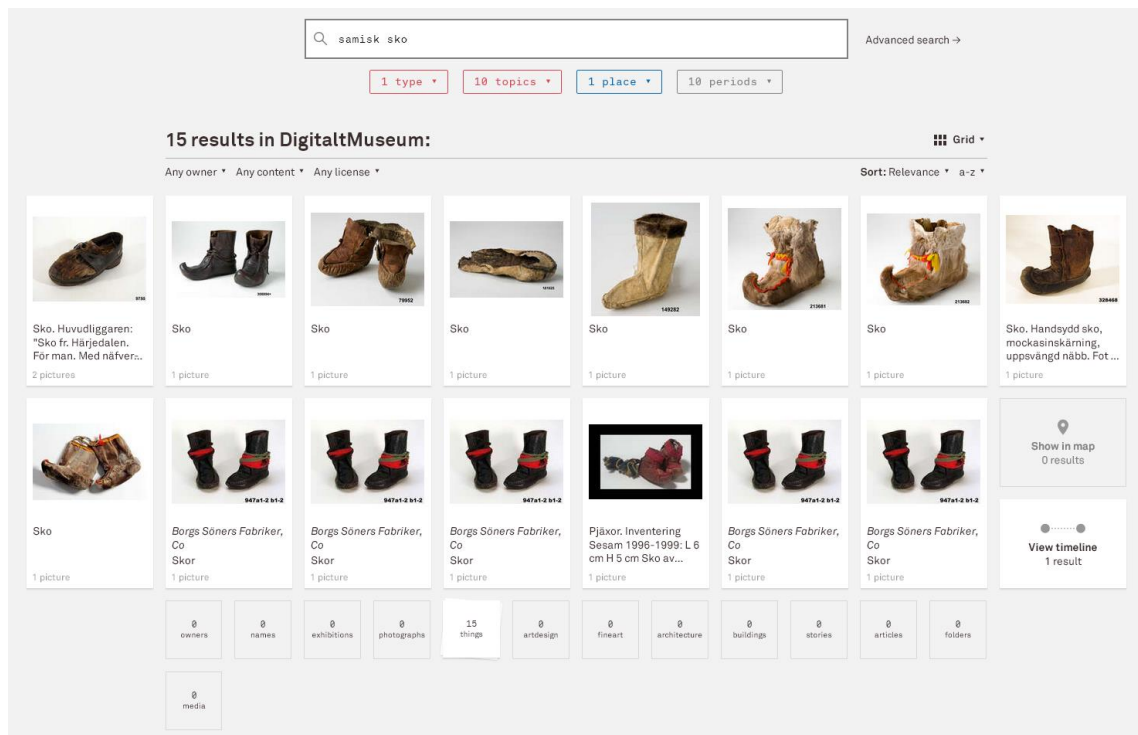 samisk sko
Advanced search →
1 type ▾
10 topics ▾
1 place ▾
10 periods ▾
15 results in DigitaltMuseum:
Grid ▾
Any owner ▾ Any content ▾ Any license ▾
Sort: Relevance ▾ a-z ▾
79952
149282
213601
213602
328468
Sko. Huvudliggaren:
"Sko fr. Härjedalen.
För man. Med näfver...
2 pictures
Sko
1 picture
Sko
1 picture
Sko
1 picture
Sko
1 picture
Sko
1 picture
Sko
1 picture
Sko. Handsydd sko,
mockasinskärning,
uppsvängd näbb. Fot ...
1 picture
Sko
1 picture
947a1-2 b1-2
Borgs Söners Fabriker,
Co
Skor
1 picture
947a1-2 b1-2
Borgs Söners Fabriker,
Co
Skor
1 picture
947a1-2 b1-2
Borgs Söners Fabriker,
Co
Skor
1 picture
Pjäxor. Inventering
Sesam 1996-1999: L 6
cm H 5 cm Sko av...
1 picture
947a1-2 b1-2
Borgs Söners Fabriker,
Co
Skor
1 picture
947a1-2 b1-2
Borgs Söners Fabriker,
Co
Skor
1 picture
Show in map
0 results
View timeline
1 result
0
owners
0
names
0
exhibitions
0
photographs
15
things
0
artdesign
0
fineart
0
architecture
0
buildings
0
stories
0
articles
0
folders
0
media